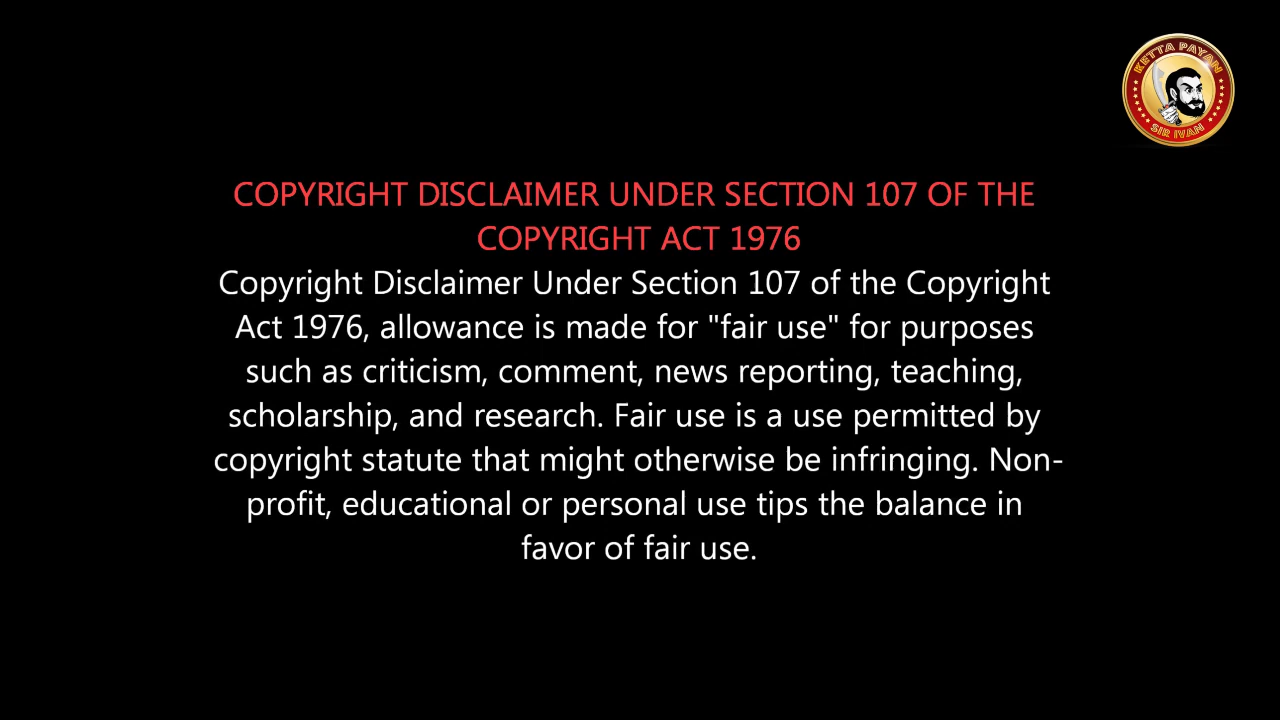 KETTA PAYAN
SIR IVAN
COPYRIGHT DISCLAIMER UNDER SECTION 107 OF THE
COPYRIGHT ACT 1976
Copyright Disclaimer Under Section 107 of the Copyright
Act 1976, allowance is made for "fair use" for purposes
such as criticism, comment, news reporting, teaching,
scholarship, and research. Fair use is a use permitted by
copyright statute that might otherwise be infringing. Non-
profit, educational or personal use tips the balance in
favor of fair use.